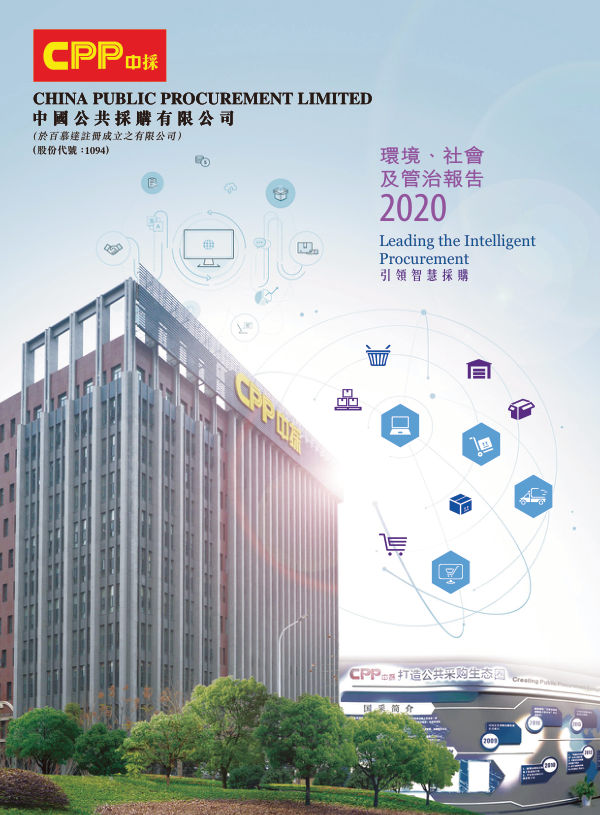 CPP中採
CHINA PUBLIC PROCUREMENT LIMITED
中國公共採購有限公司
(於百慕達註冊成立之有限公司)
(股份代號：1094)
環境、社會
及管治報告
2020
Leading the Intelligent
Procurement
引領智慧採購
CPP中採
CPP中採 打造公共采购生态圈
Creating Public Procurement
国采简介
2009